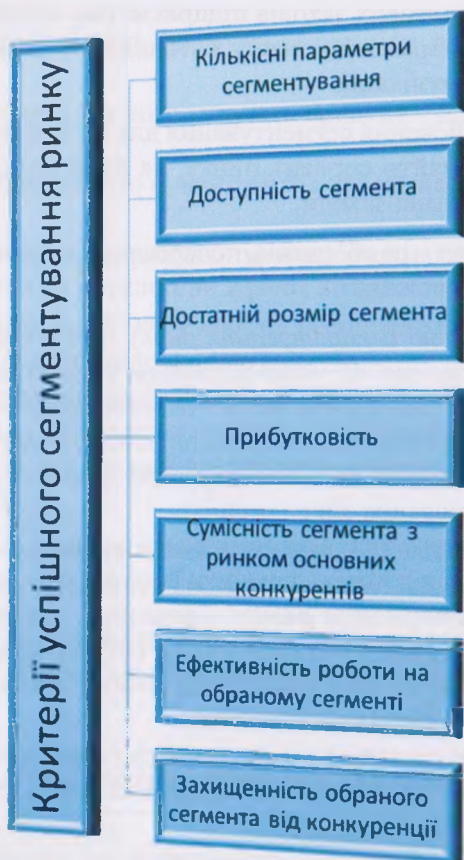 Критерії успішного сегментування ринку
Кількісні параметри
сегментування
Доступність сегмента
Достатній розмір сегмента
Прибутковість
Сумісність сегмента з
ринком основних
конкурентів
Ефективність роботи на
обраному сегменті
Захищенність обраного
сегмента від конкуренції